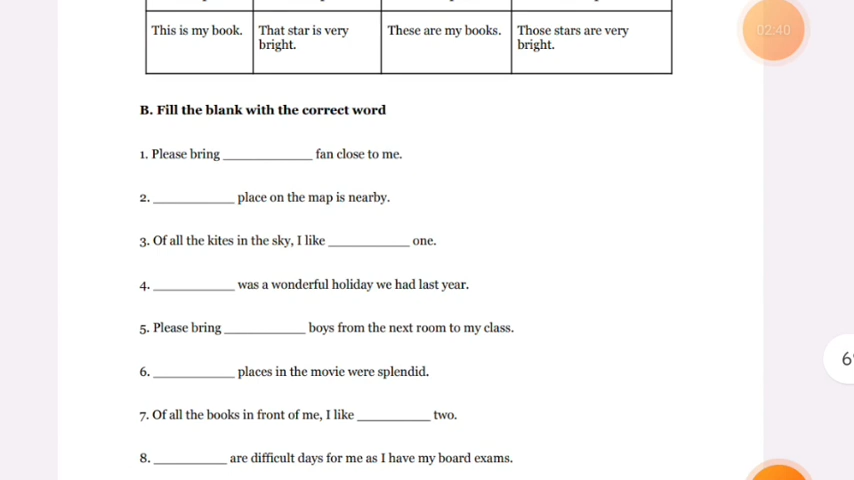 This is my book. That star is very bright. These are my books. Those stars are very bright.
B. Fill the blank with the correct word
1. Please bring ____________ fan close to me.
2. ___________ place on the map is nearby.
3. Of all the kites in the sky, I like ___________ one.
4. ___________ was a wonderful holiday we had last year.
5. Please bring ___________ boys from the next room to my class.
6. ___________ places in the movie were splendid.
7. Of all the books in front of me, I like __________ two.
8. __________ are difficult days for me as I have my board exams.
02:40